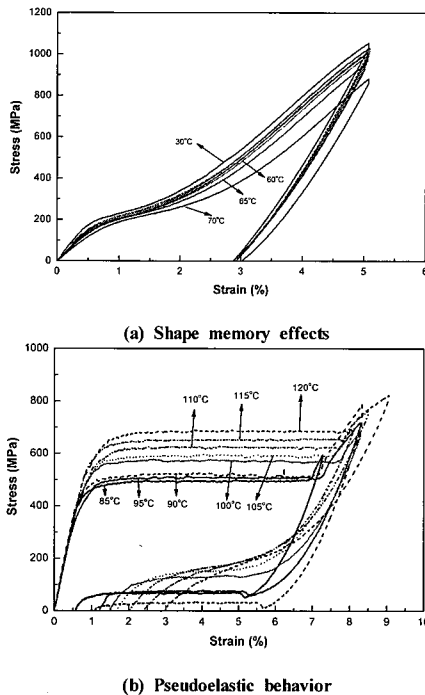 1200
1000
800
600
400
200
0
Stress (MPa)
30°C
60°C
65°C
70°C
0 1 2 3 4 5 6
Strain (%)
(a) Shape memory effects
1000
800
600
400
200
0
Stress (MPa)
110°C 115°C 120°C
85°C 95°C 90°C 100°C 105°C
0 1 2 3 4 5 6 7 8 9 10
Strain (%)
(b) Pseudoelastic behavior